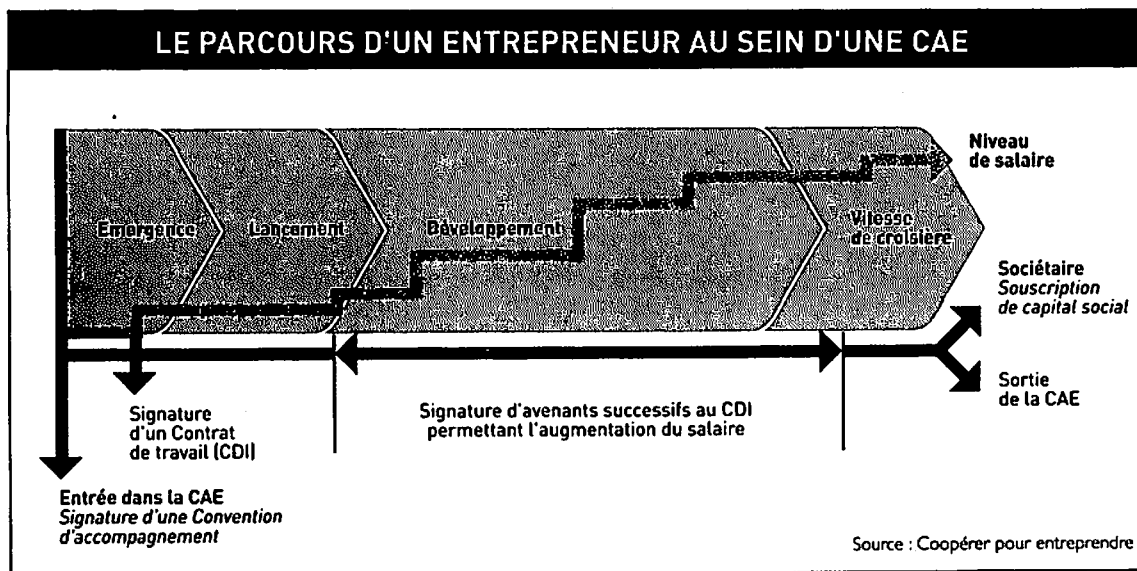 LE PARCOURS D'UN ENTREPRENEUR AU SEIN D'UNE CAE
Niveau
de salaire
Emergence
Lancement
Développement
Vitesse
de croisière
Sociétaire
Souscription
de capital social
Sortie
de la CAE
Signature
d'un Contrat
de travail (CDI)
Signature d'avenants successifs au CDI
permettant l'augmentation du salaire
Entrée dans la CAE
Signature d'une Convention
d'accompagnement
Source : Coopérer pour entreprendre